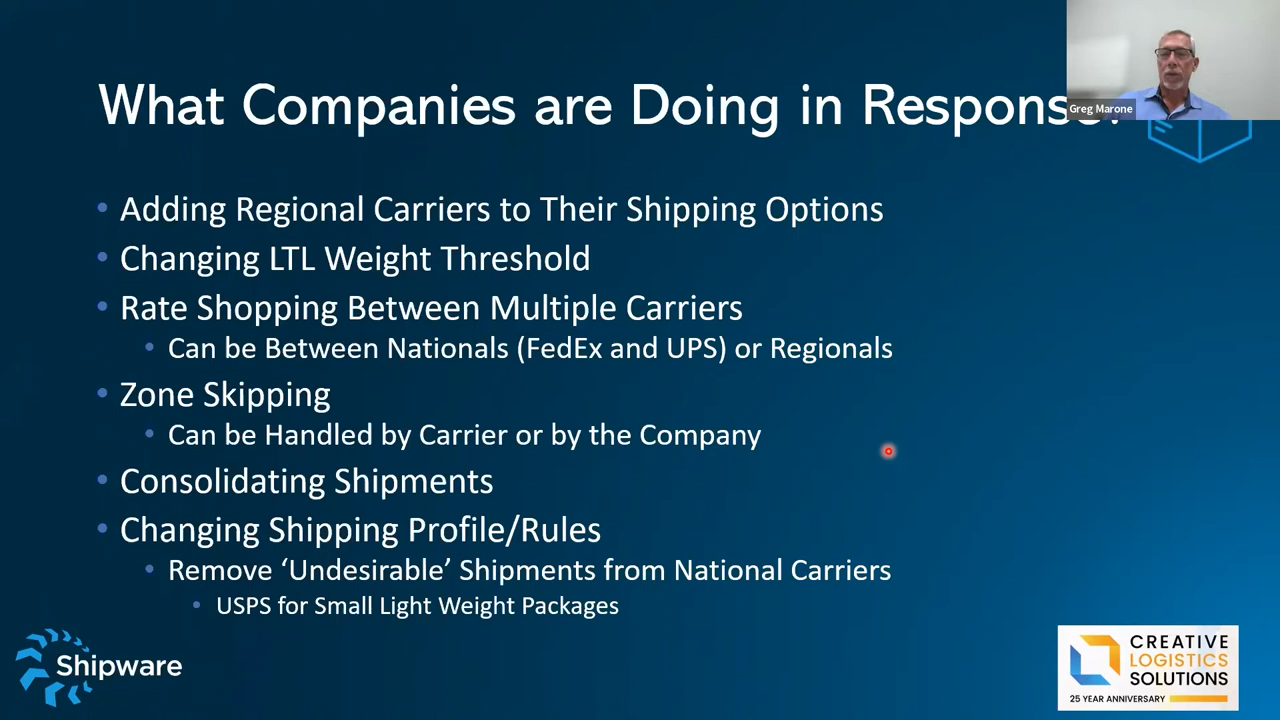 What Companies are Doing in Response?
Greg Marone
• Adding Regional Carriers to Their Shipping Options
• Changing LTL Weight Threshold
• Rate Shopping Between Multiple Carriers
• Can be Between Nationals (FedEx and UPS) or Regionals
• Zone Skipping
• Can be Handled by Carrier or by the Company
• Consolidating Shipments
• Changing Shipping Profile/Rules
• Remove ‘Undesirable’ Shipments from National Carriers
• USPS for Small Light Weight Packages
Shipware
CREATIVE
LOGISTICS
SOLUTIONS
25 YEAR ANNIVERSARY